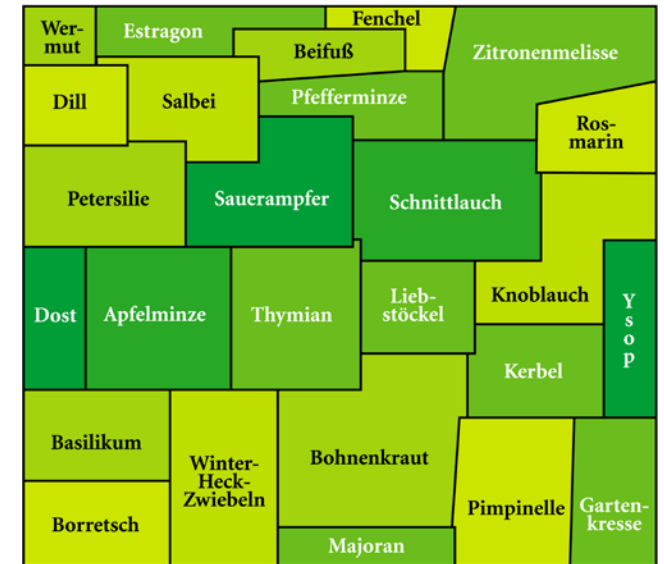 Wer-
mut
Estragon
Fenchel
Beifuß
Zitronenmelisse
Dill
Salbei
Pfefferminze
Ros-
marin
Petersilie
Sauerampfer
Schnittlauch
Dost
Apfelminze
Thymian
Lieb-
stöckel
Knoblauch
Y
s
o
p
Kerbel
Basilikum
Winter-
Heck-
Zwiebeln
Bohnenkraut
Borretsch
Majoran
Pimpinelle
Garten-
kresse